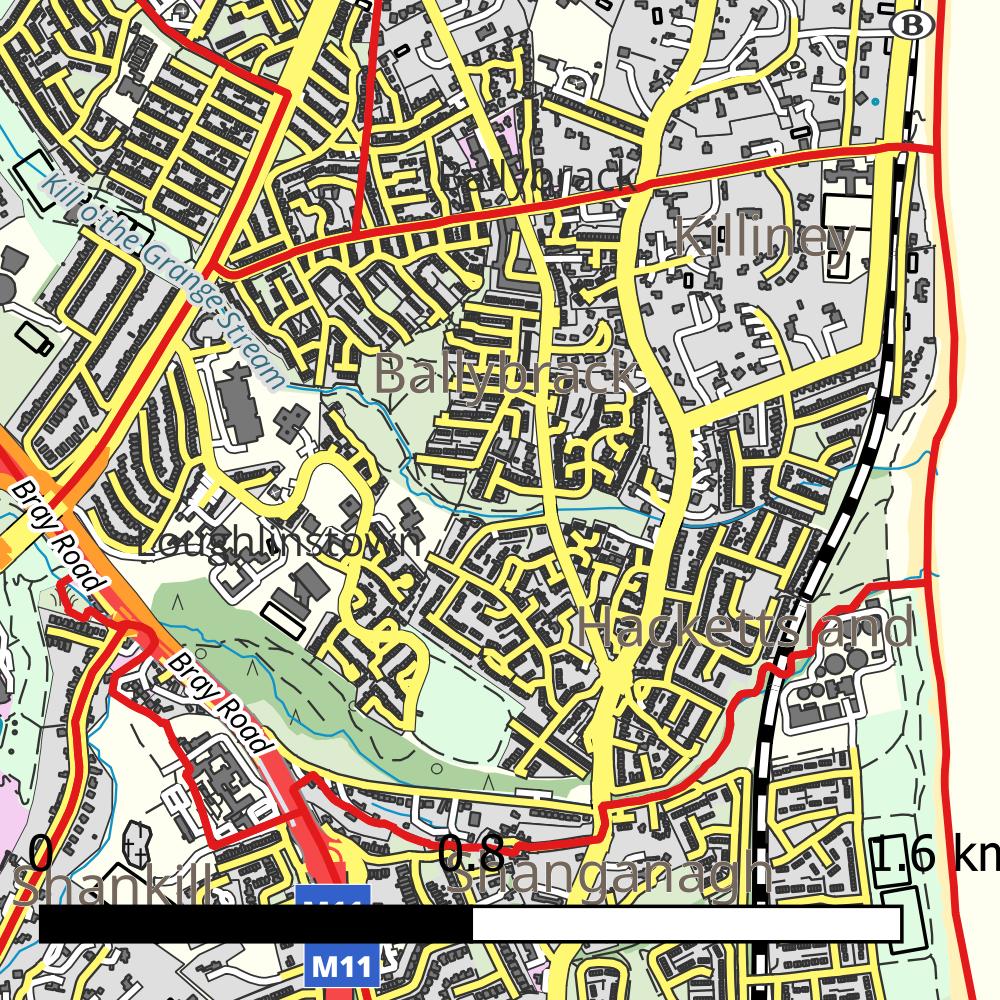 B
Ballybrack
Killiney
Kill o'the Grange Stream
Ballybrack
Bray Road
Loughlinstown
Hackettsland
Bray Road
0
0.8
1.6 km
Shankill
Shanganagh
M11